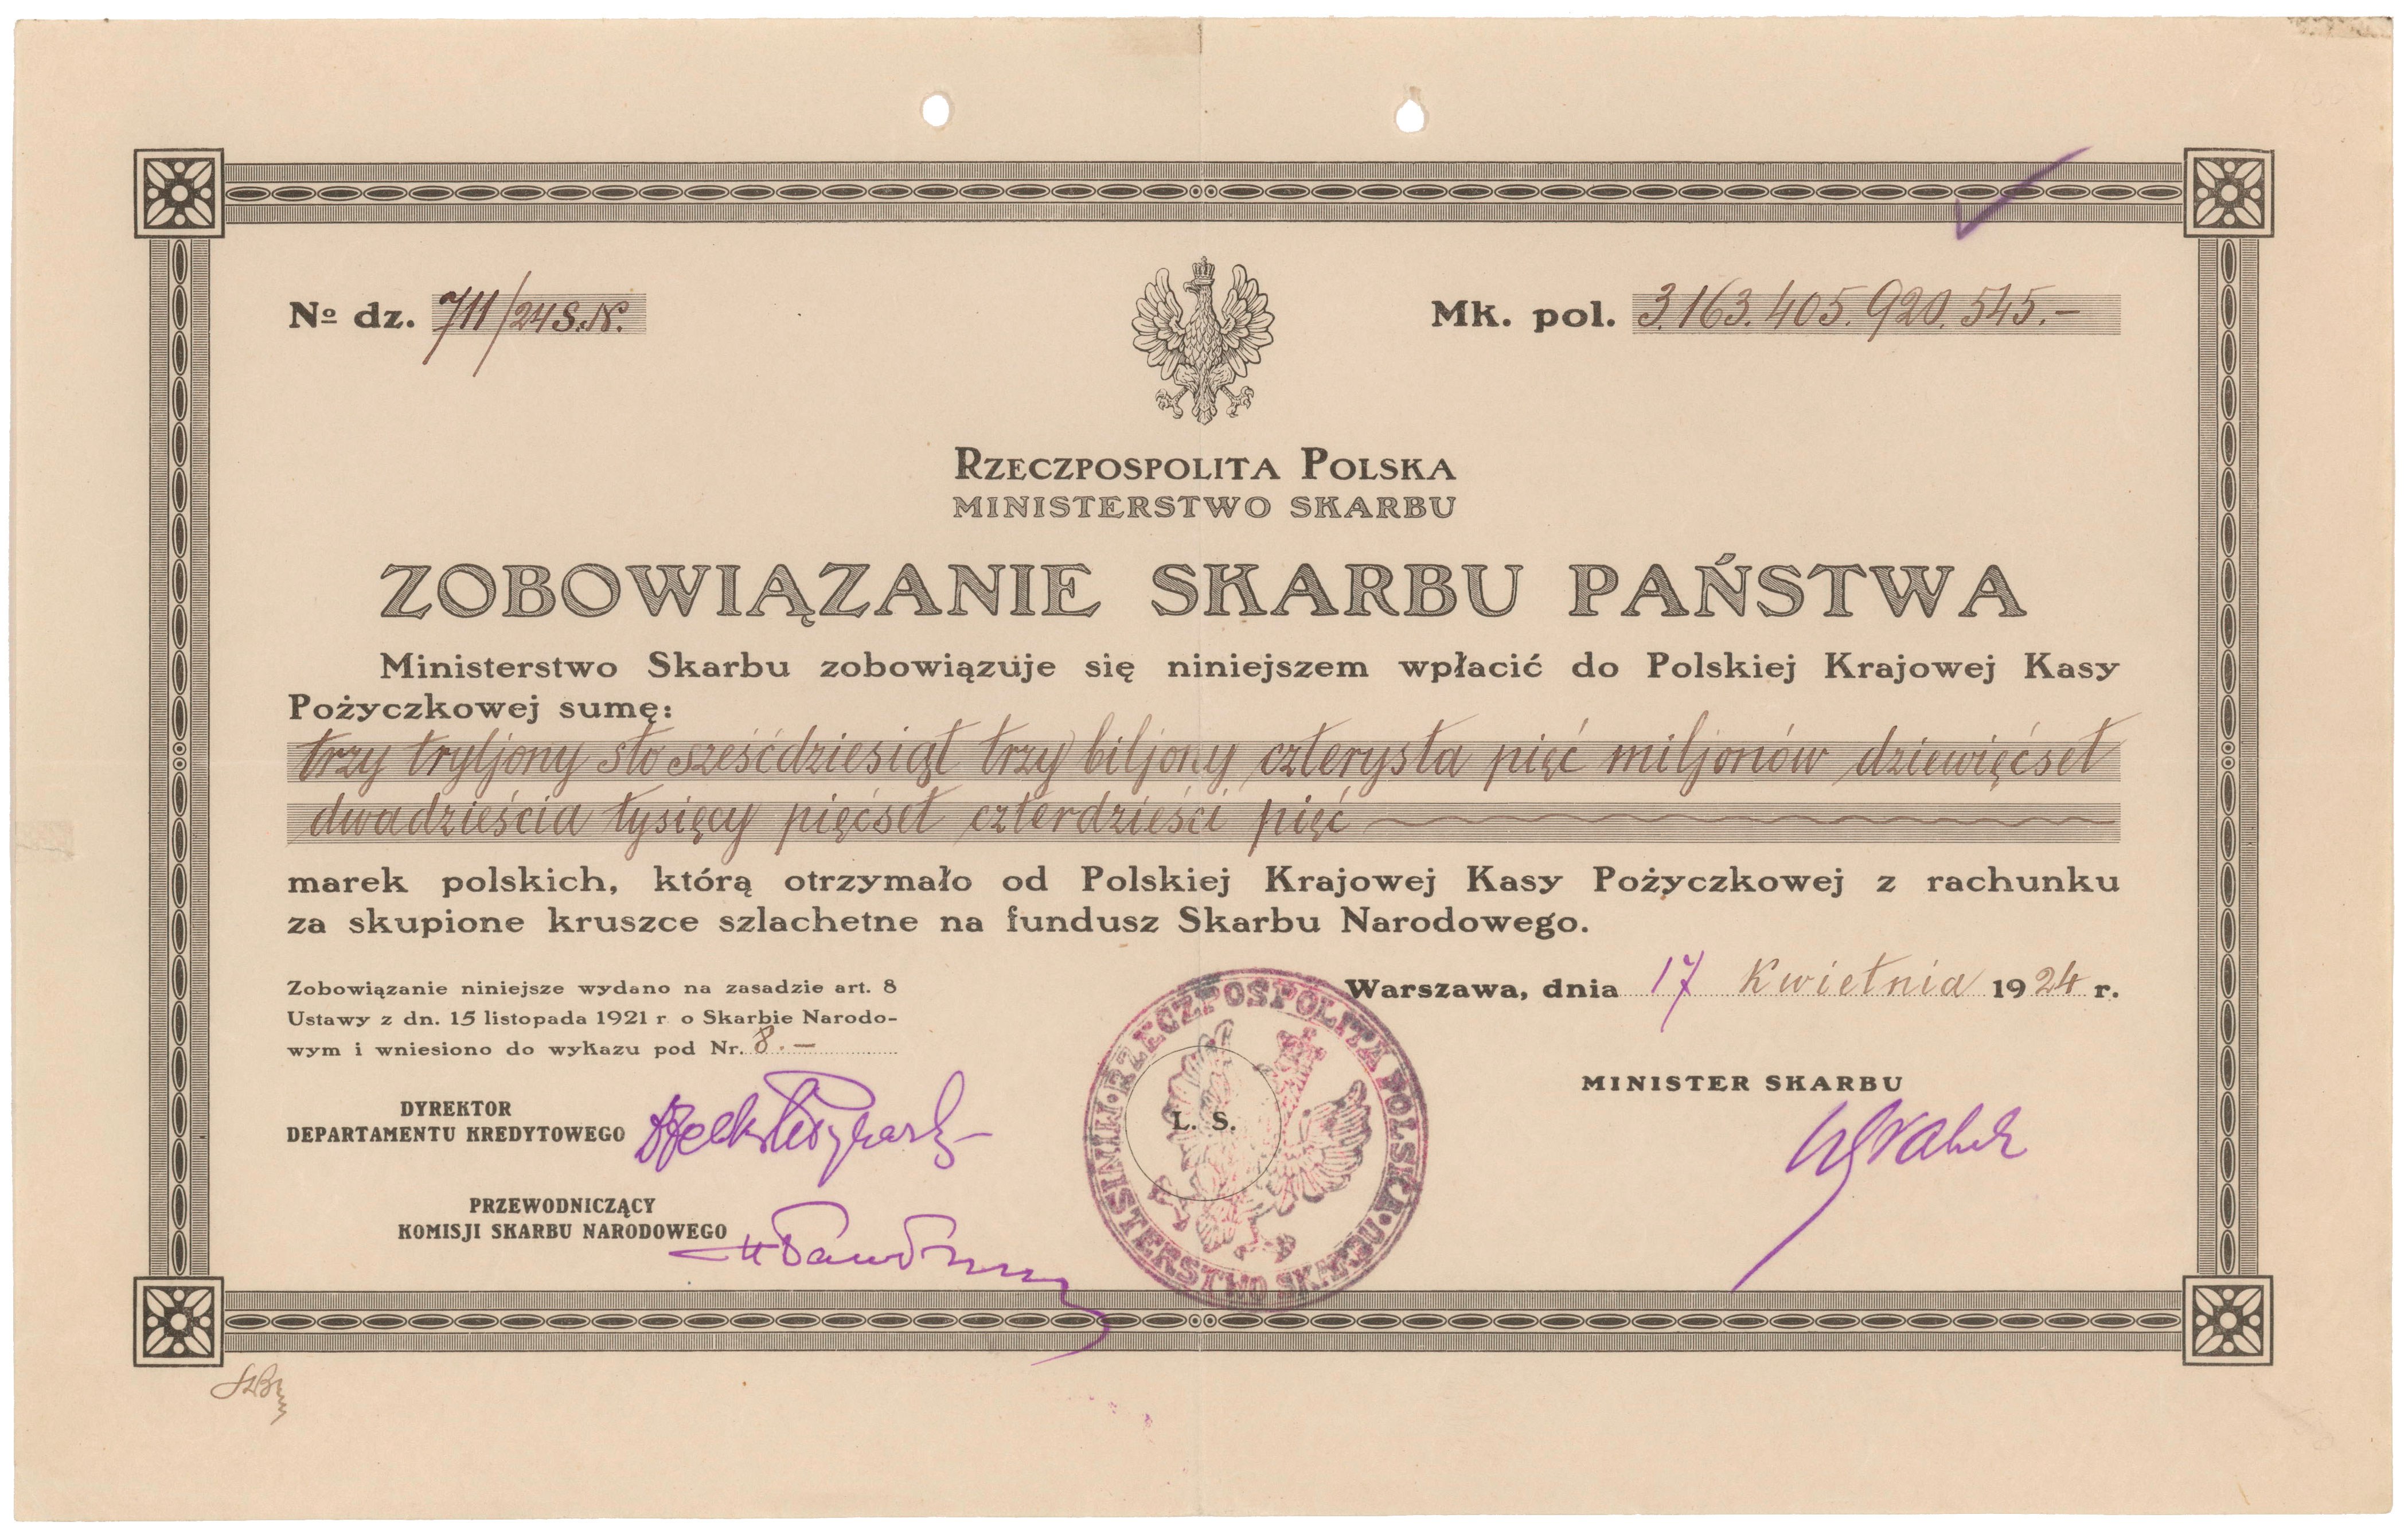 № dz. 711/24 S.N.
Mk. pol. 3.163.405.920.545.-
RZECZPOSPOLITA POLSKA
MINISTERSTWO SKARBU
ZOBOWIĄZANIE SKARBU PAŃSTWA
Ministerstwo Skarbu zobowiązuje się niniejszem wpłacić do Polskiej Krajowej Kasy
Pożyczkowej sumę:
trzy tryljony sto sześćdziesiąt trzy biljony czterysta pięć miljonów dziewięćset
dwadzieścia tysięcy pięćset czterdzieści pięć
marek polskich, którą otrzymało od Polskiej Krajowej Kasy Pożyczkowej z rachunku
za skupione kruszce szlachetne na fundusz Skarbu Narodowego.
Zobowiązanie niniejsze wydano na zasadzie art. 8
Ustawy z dn. 15 listopada 1921 r o Skarbie Narodo-
wym i wniesiono do wykazu pod Nr. 8.-
Warszawa, dnia 17 Kwietnia 1924 r.
MINISTER SKARBU
DYREKTOR
DEPARTAMENTU KREDYTOWEGO
PRZEWODNICZĄCY
KOMISJI SKARBU NARODOWEGO
L. S.
RZECZPOSPOLITA POLSKA
MINISTERSTWO SKARBU